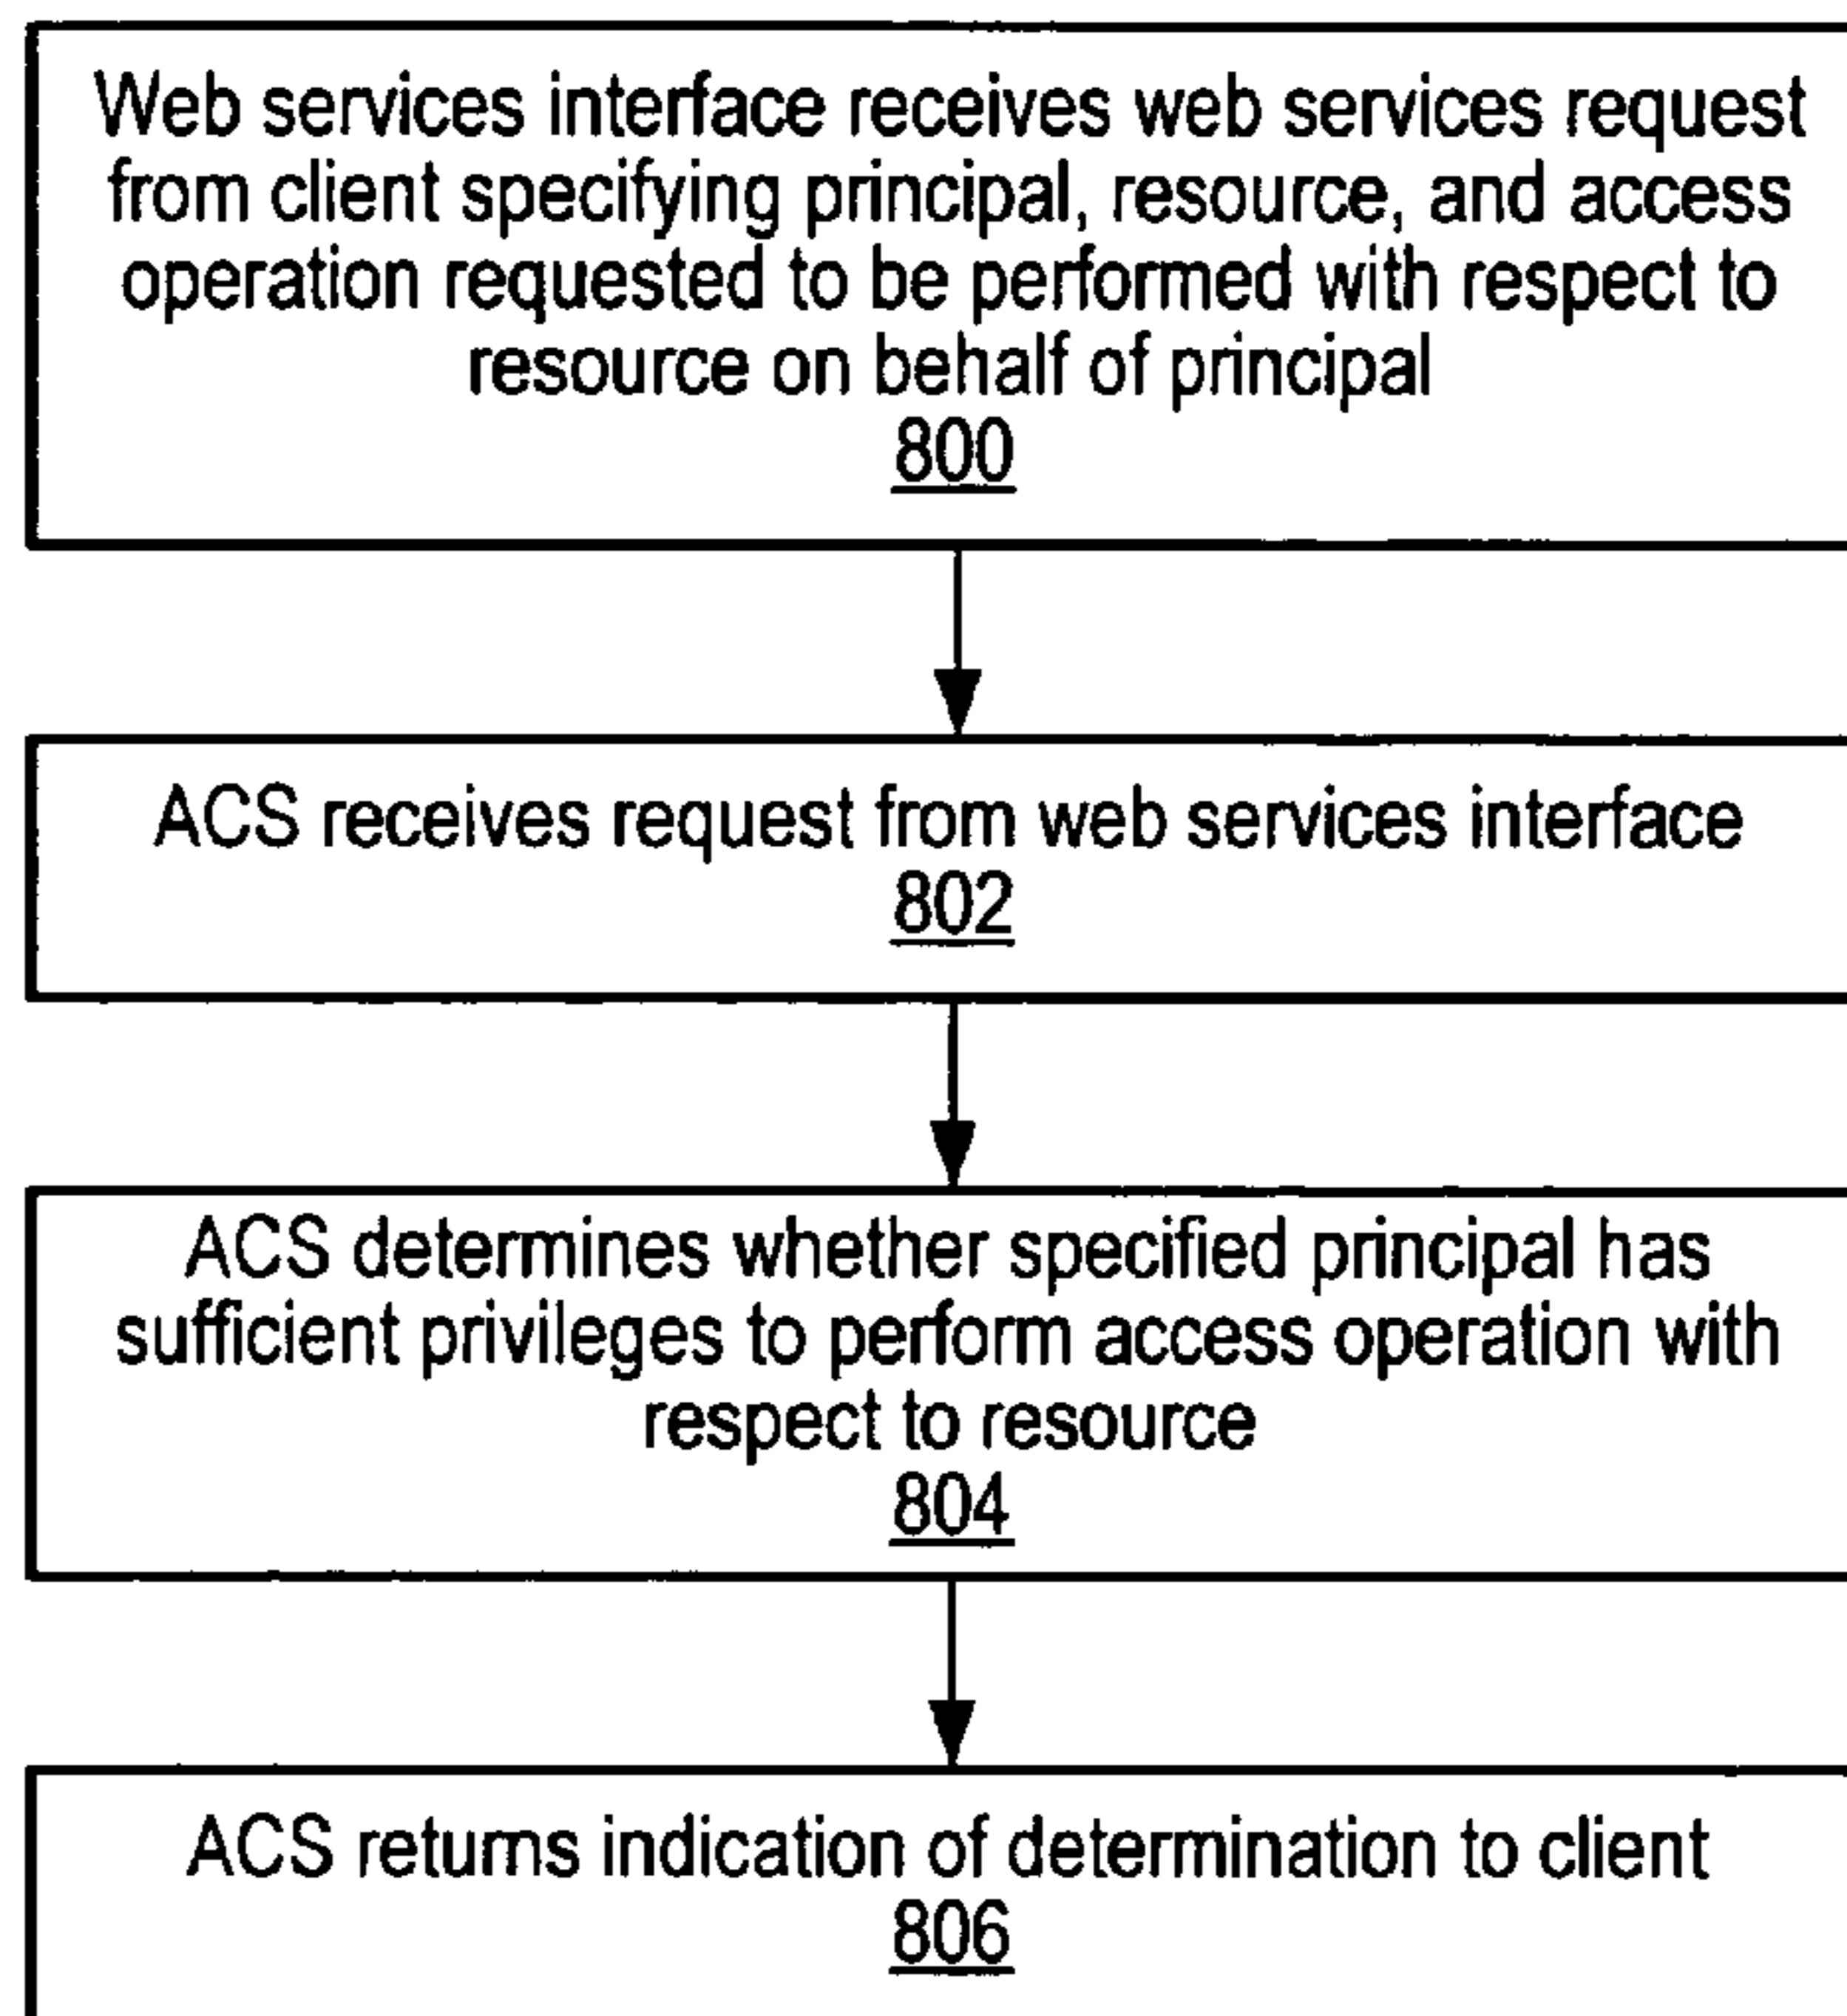 Web services interface receives web services request
from client specifying principal, resource, and access
operation requested to be performed with respect to
resource on behalf of principal
800
ACS receives request from web services interface
802
ACS determines whether specified principal has
sufficient privileges to perform access operation with
respect to resource
804
ACS returns indication of determination to client
806